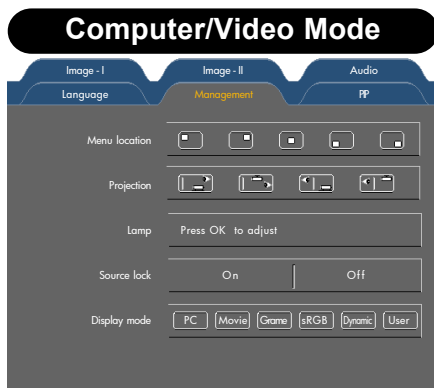 Computer/Video Mode
Image - I Image - II Audio
Language Management PIP
Menu location
Projection
Lamp Press OK to adjust
Source lock On Off
Display mode PC Movie Grame sRGB Dynamic User